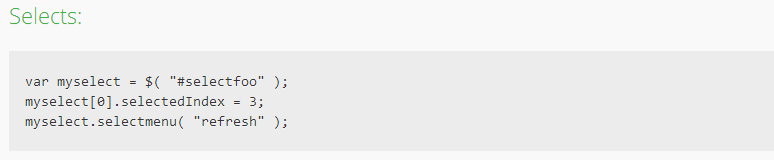 Selects:
var myselect = $( "#selectfoo" );
myselect[0].selectedIndex = 3;
myselect.selectmenu( "refresh" );